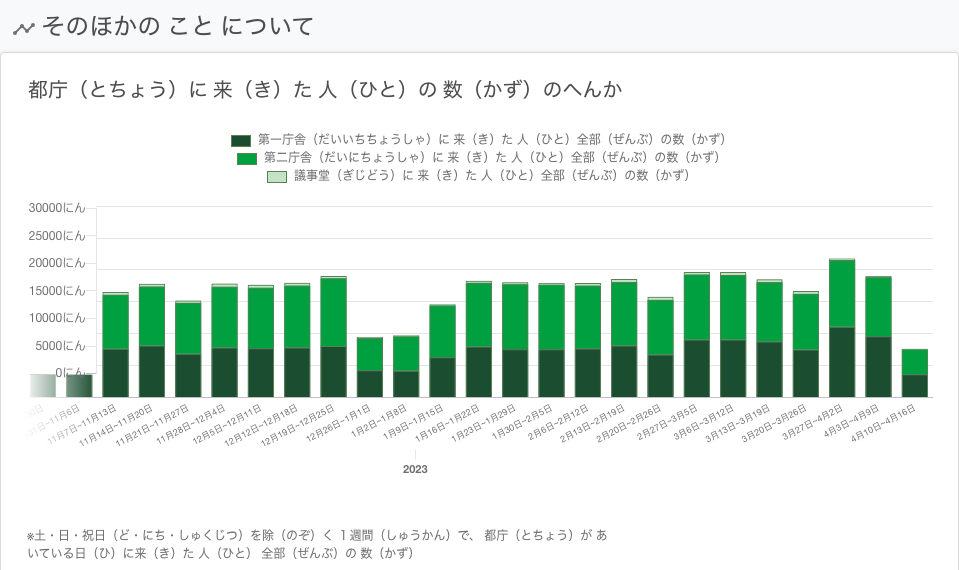 そのほかの こと について
都庁（とちょう）に 来（き）た 人（ひと）の 数（かず）のへんか
第一庁舎（だいいちちょうしゃ）に 来（き）た 人（ひと）全部（ぜんぶ）の数（かず）
第二庁舎（だいにちょうしゃ）に 来（き）た 人（ひと）全部（ぜんぶ）の数（かず）
議事堂（ぎじどう）に 来（き）た 人（ひと）全部（ぜんぶ）の数（かず）
30000にん
25000にん
20000にん
15000にん
10000にん
5000にん
0にん
11月7日~11月13日
11月14日~11月20日
11月21日~11月27日
11月28日~12月4日
12月5日~12月11日
12月12日~12月18日
12月19日~12月25日
12月26日~1月1日
1月2日~1月8日
1月9日~1月15日
1月16日~1月22日
1月23日~1月29日
1月30日~2月5日
2月6日~2月12日
2月13日~2月19日
2月20日~2月26日
2月27日~3月5日
3月6日~3月12日
3月13日~3月19日
3月20日~3月26日
3月27日~4月2日
4月3日~4月9日
4月10日~4月16日
2023
※土・日・祝日（ど・にち・しゅくじつ）を除（のぞ）く １週間（しゅうかん）で、 都庁（とちょう）が あ
いている日（ひ）に来（き）た 人（ひと） 全部（ぜんぶ）の 数（かず）